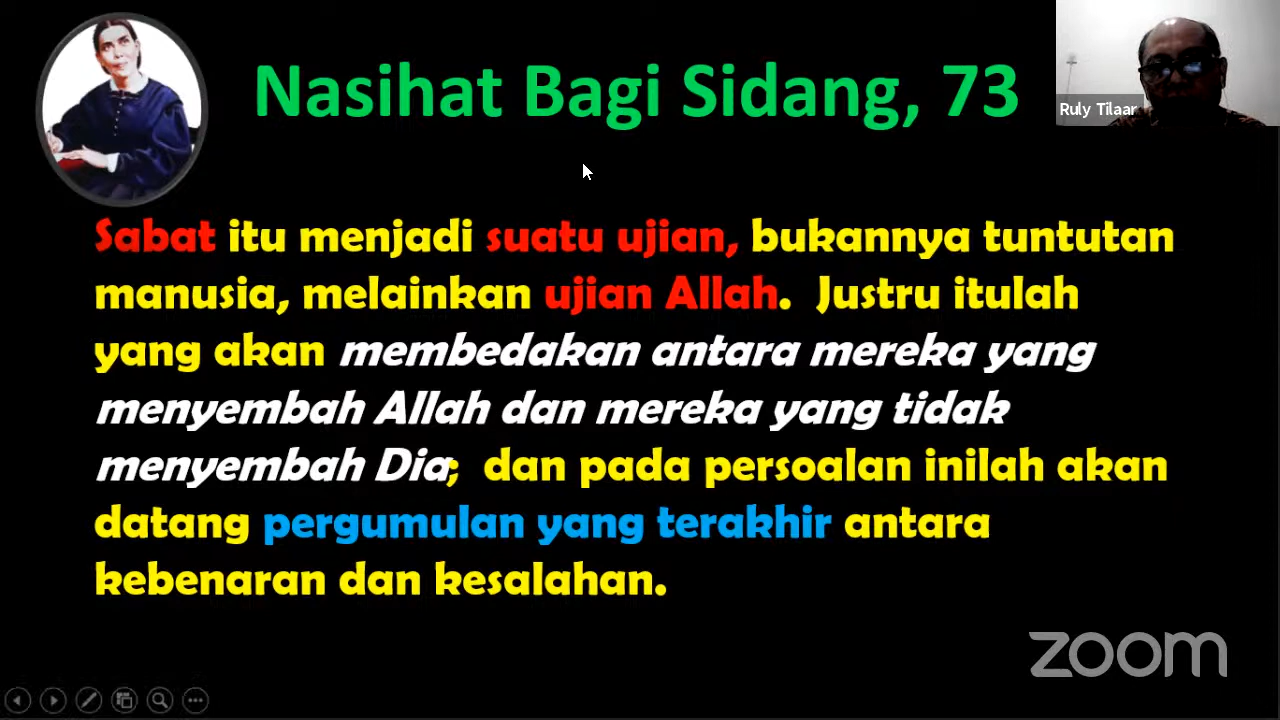 Nasihat Bagi Sidang, 73
Ruly Tilaar
Sabat itu menjadi suatu ujian, bukannya tuntutan
manusia, melainkan ujian Allah.  Justru itulah
yang akan membedakan antara mereka yang
menyembah Allah dan mereka yang tidak
menyembah Dia;  dan pada persoalan inilah akan
datang pergumulan yang terakhir antara
kebenaran dan kesalahan.
zoom